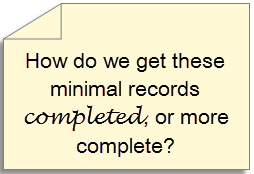 How do we get these
minimal records
completed, or more
complete?